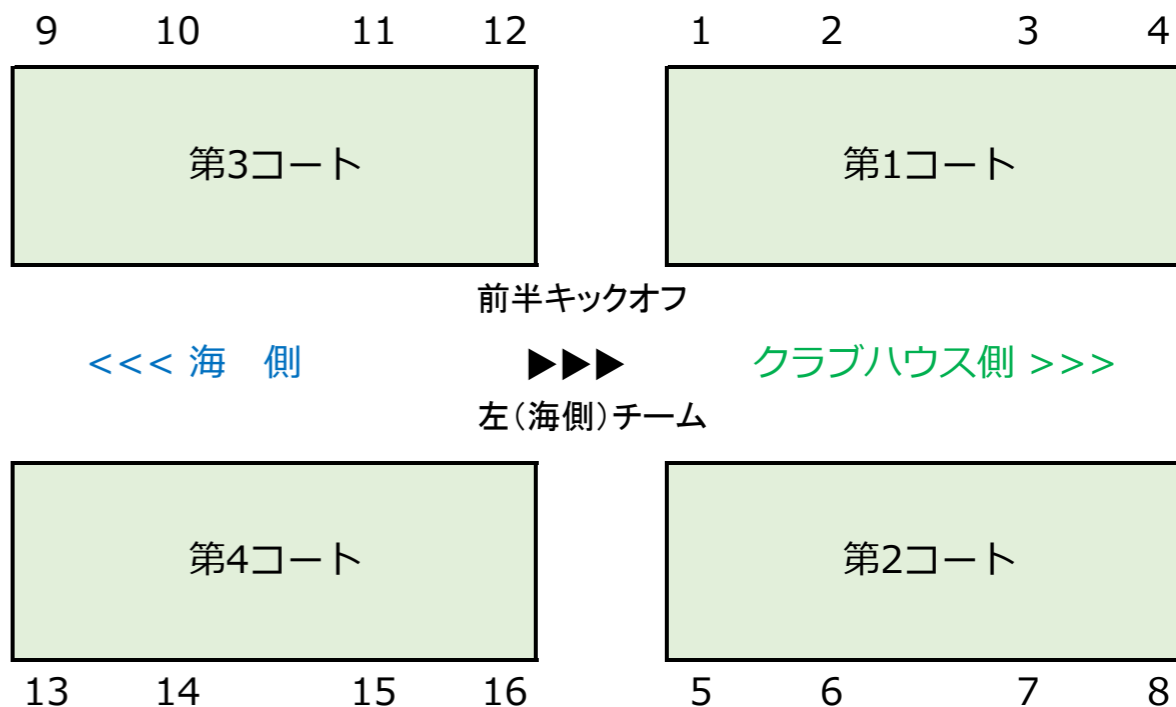 9 10 11 12 1 2 3 4
第3コート 第1コート
前半キックオフ
<<< 海　側 ▶▶▶ クラブハウス側 >>>
左（海側）チーム
第4コート 第2コート
13 14 15 16 5 6 7 8